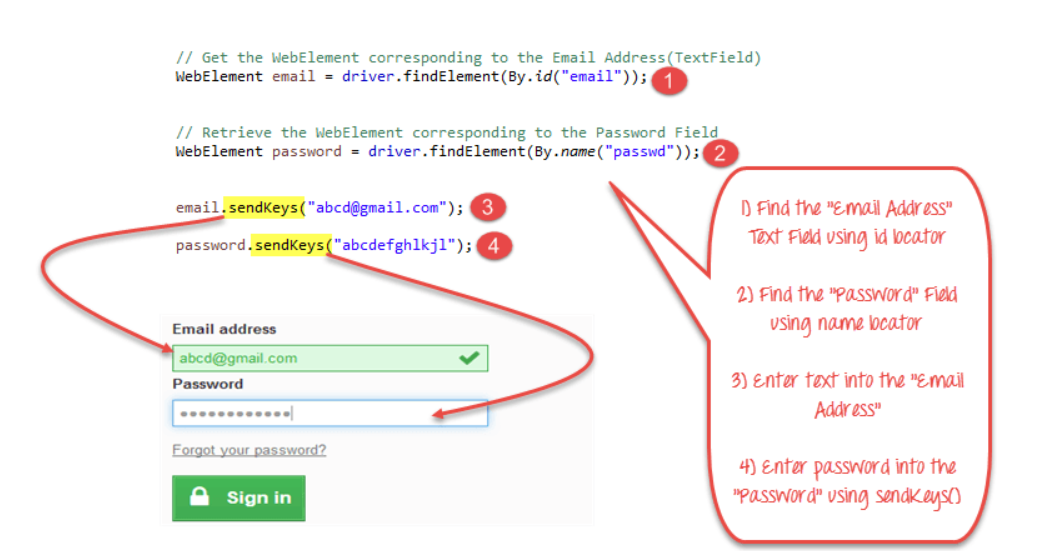 // Get the WebElement corresponding to the Email Address(TextField)
WebElement email = driver.findElement(By.id("email")); 1
// Retrieve the WebElement corresponding to the Password Field
WebElement password = driver.findElement(By.name("passwd")); 2
email.sendKeys("abcd@gmail.com"); 3
password.sendKeys("abcdefghlkjl"); 4
1) Find the "Email Address"
Text Field using id locator
2) Find the "Password" Field
using name locator
3) Enter text into the "Email
Address"
4) Enter password into the
"Password" using sendKeys()
Email address
abcd@gmail.com
Password
Forgot your password?
Sign in